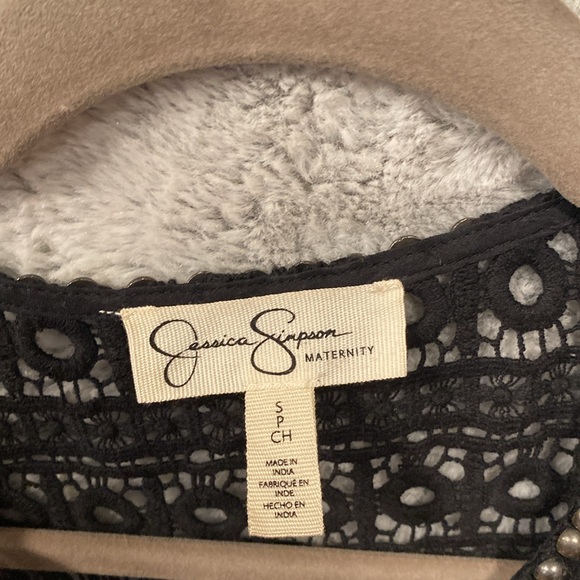 Jessica Simpson
MATERNITY
S
P
CH
MADE IN
INDIA
FABRIQUÉ EN
INDE
HECHO EN
INDIA